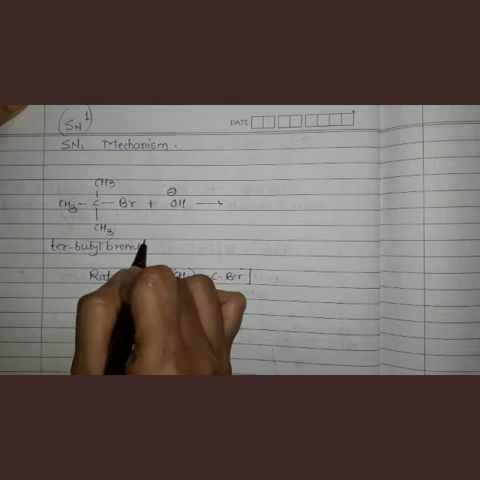 SN1
DATE
SN1 Mechanism.
CH3
CH3 - C - Br + ⊖OH →
CH3
ter-butyl brom
Rat C-Br]